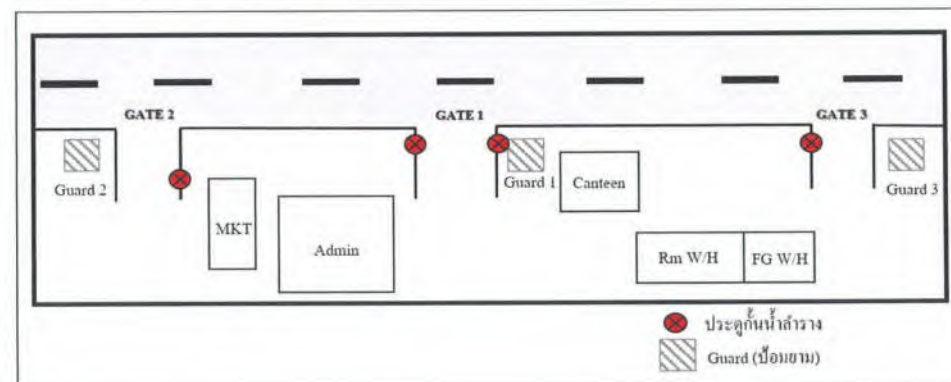 GATE 2 GATE 1 GATE 3
Guard 2 Guard 1 Canteen Guard 3
MKT Admin Rm W/H FG W/H
ประตูกั้นน้ำลำราง
Guard (ป้อมยาม)